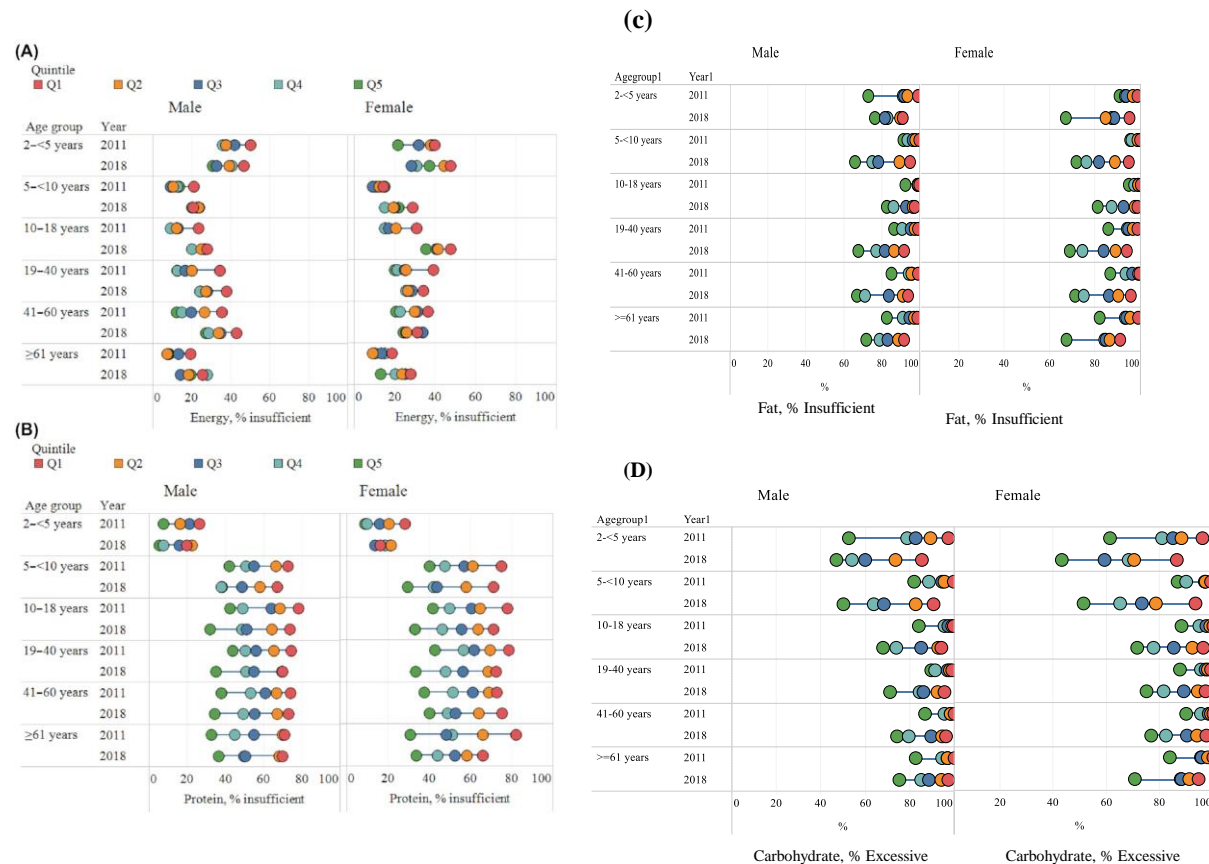 (A)
Quintile
Q1 Q2 Q3 Q4 Q5
Male Female
Age group Year
2–<5 years 2011
2018
5–<10 years 2011
2018
10–18 years 2011
2018
19–40 years 2011
2018
41–60 years 2011
2018
≥61 years 2011
2018
0 20 40 60 80 100 0 20 40 60 80 100
Energy, % insufficient Energy, % insufficient
(B)
Quintile
Q1 Q2 Q3 Q4 Q5
Male Female
Age group Year
2–<5 years 2011
2018
5–<10 years 2011
2018
10–18 years 2011
2018
19–40 years 2011
2018
41–60 years 2011
2018
≥61 years 2011
2018
0 20 40 60 80 100 0 20 40 60 80 100
Protein, % insufficient Protein, % insufficient
(c)
Male Female
Agegroup1 Year1
2-<5 years 2011
2018
5-<10 years 2011
2018
10-18 years 2011
2018
19-40 years 2011
2018
41-60 years 2011
2018
>=61 years 2011
2018
0 20 40 60 80 100 0 20 40 60 80 100
% %
Fat, % Insufficient Fat, % Insufficient
(D)
Male Female
Agegroup1 Year1
2-<5 years 2011
2018
5-<10 years 2011
2018
10-18 years 2011
2018
19-40 years 2011
2018
41-60 years 2011
2018
>=61 years 2011
2018
0 20 40 60 80 100 0 20 40 60 80 100
% %
Carbohydrate, % Excessive Carbohydrate, % Excessive